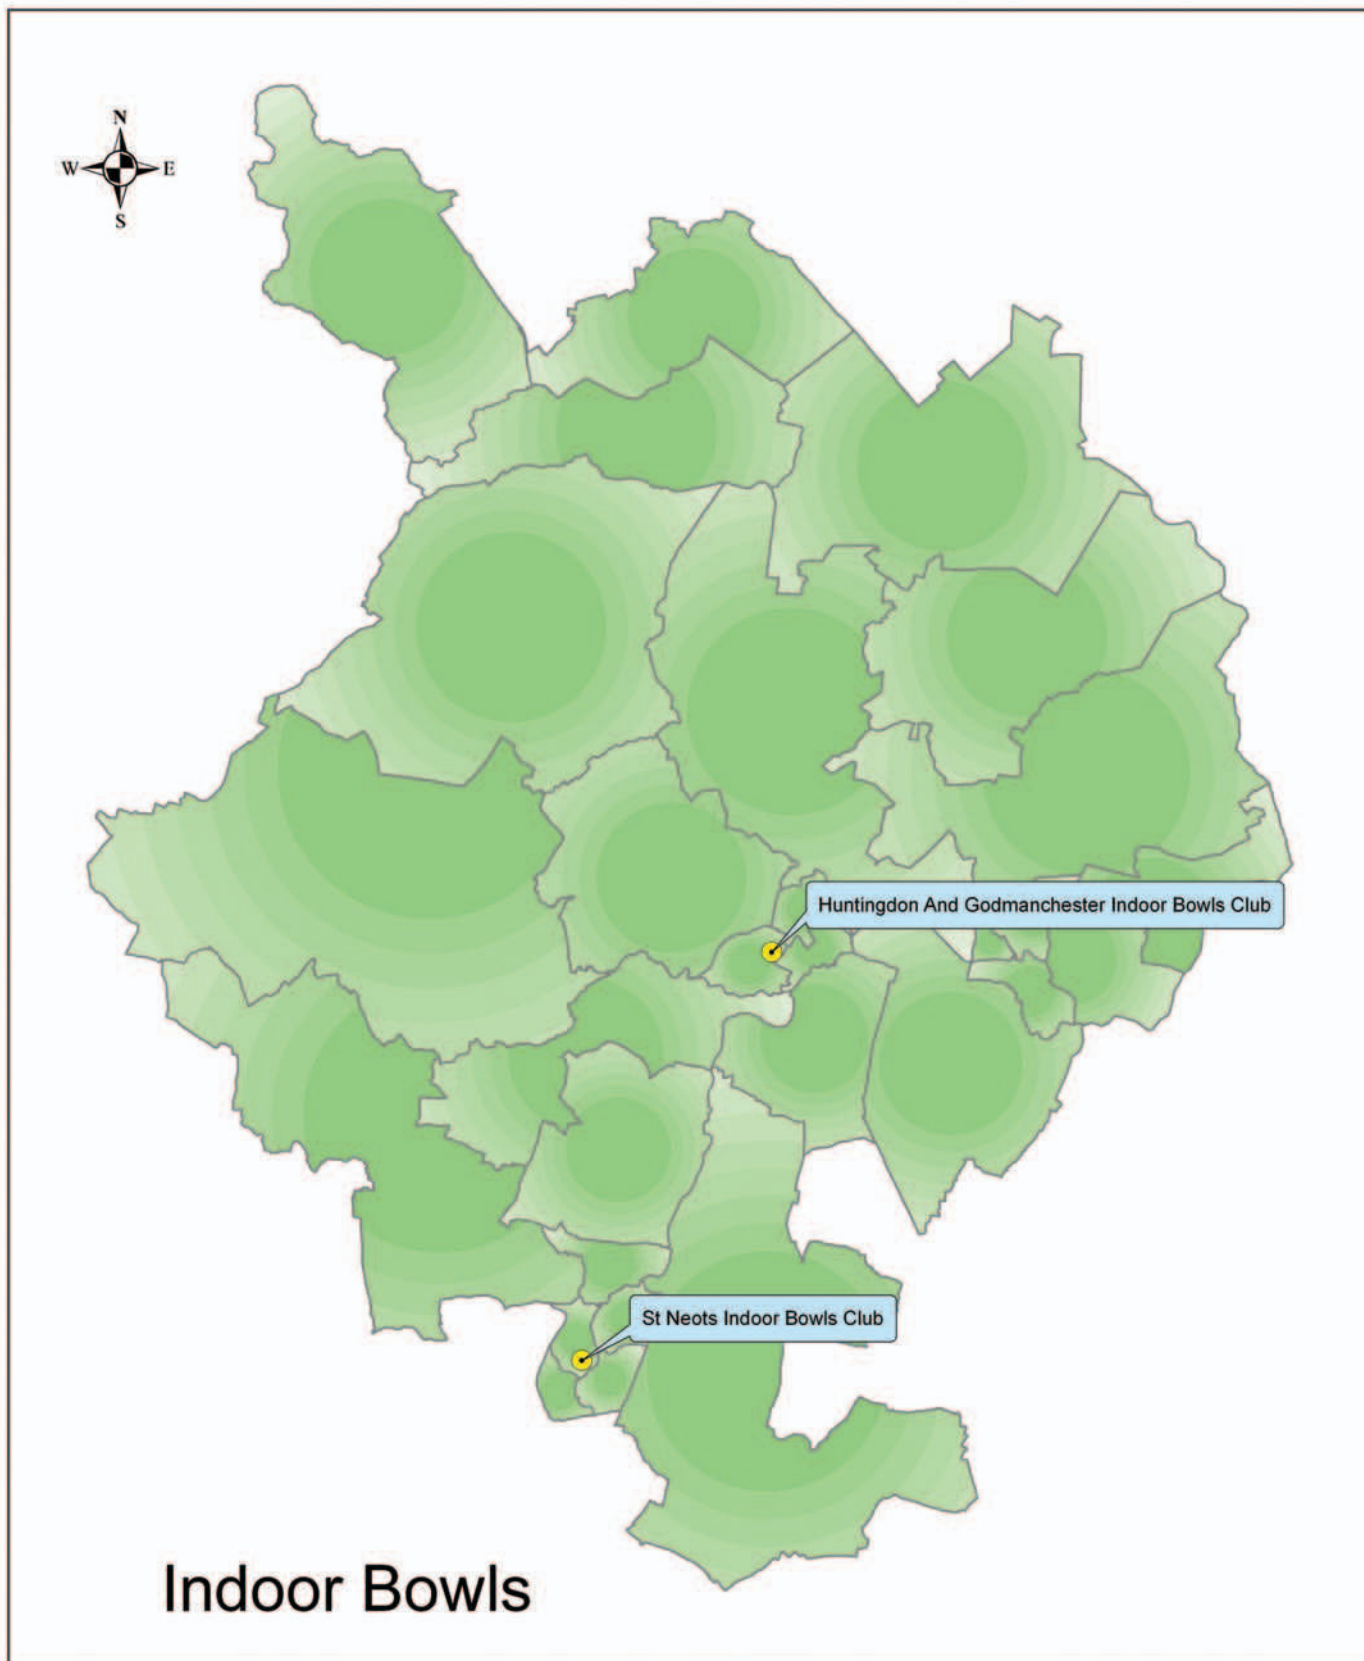 N
W E
S
Huntingdon And Godmanchester Indoor Bowls Club
St Neots Indoor Bowls Club
Indoor Bowls